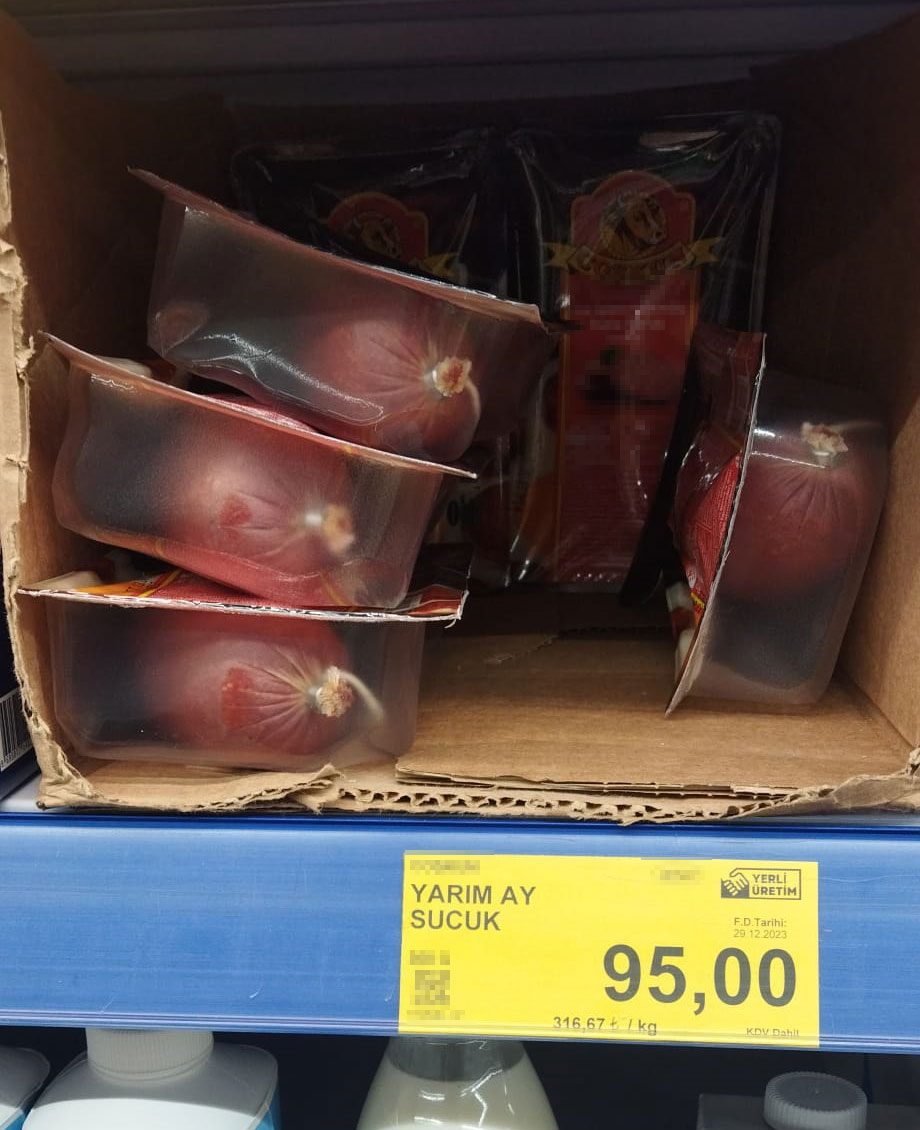 YARIM AY
SUCUK
YERLİ
ÜRETİM
F.D.Tarihi:
29.12.2023
95,00
316,67 ₺ / kg
KDV Dahil